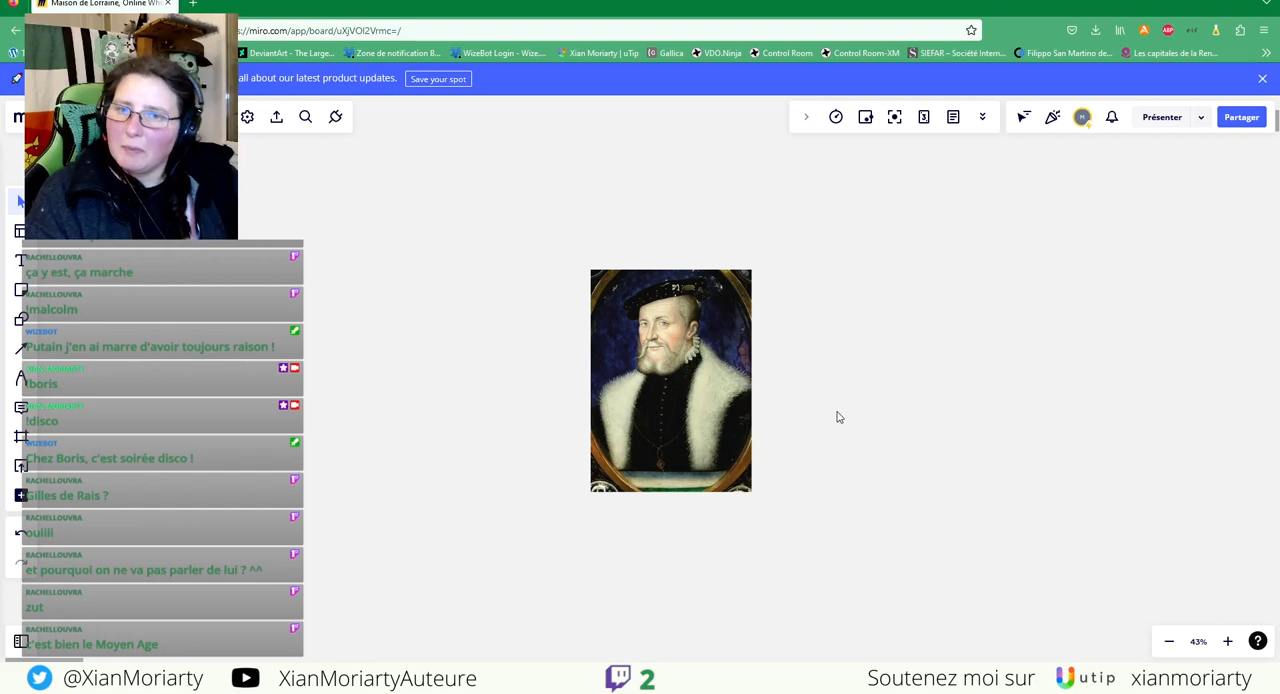 Maison de Lorraine, Online Whi
s://miro.com/app/board/uXjVOl2Vrmc=/
DeviantArt - The Large...
Zone de notification B...
WizeBot Login - Wize....
Xian Moriarty | uTip
Gallica
VDO.Ninja
Control Room
Control Room-XM
SIEFAR – Société Intern...
Filippo San Martino de...
Les capitales de la Ren...
all about our latest product updates.
Save your spot
Présenter
Partager
RACHELLOUVRA
ça y est, ça marche
RACHELLOUVRA
!malcolm
WIZEBOT
Putain j'en ai marre d'avoir toujours raison !
XIAN_MORIARTY
!boris
XIAN_MORIARTY
!disco
WIZEBOT
Chez Boris, c'est soirée disco !
RACHELLOUVRA
Gilles de Rais ?
RACHELLOUVRA
ouiiii
RACHELLOUVRA
et pourquoi on ne va pas parler de lui ? ^^
RACHELLOUVRA
zut
RACHELLOUVRA
c'est bien le Moyen Age
43%
@XianMoriarty
XianMoriartyAuteure
2
Soutenez moi sur
utip
xianmoriarty